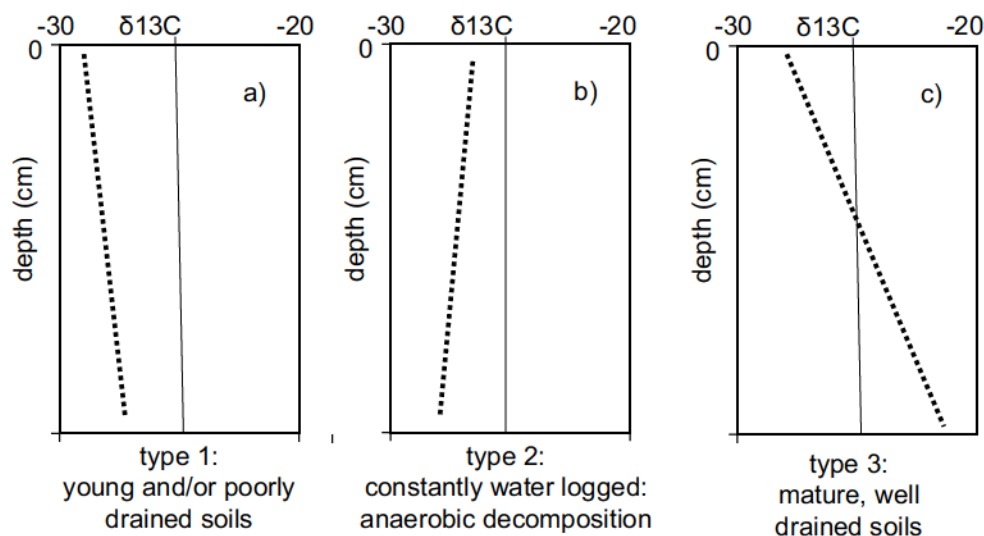 -30 δ13C -20
0
a)
depth (cm)
type 1:
young and/or poorly
drained soils
-30 δ13C -20
0
b)
depth (cm)
type 2:
constantly water logged:
anaerobic decomposition
-30 δ13C -20
0
c)
depth (cm)
type 3:
mature, well
drained soils